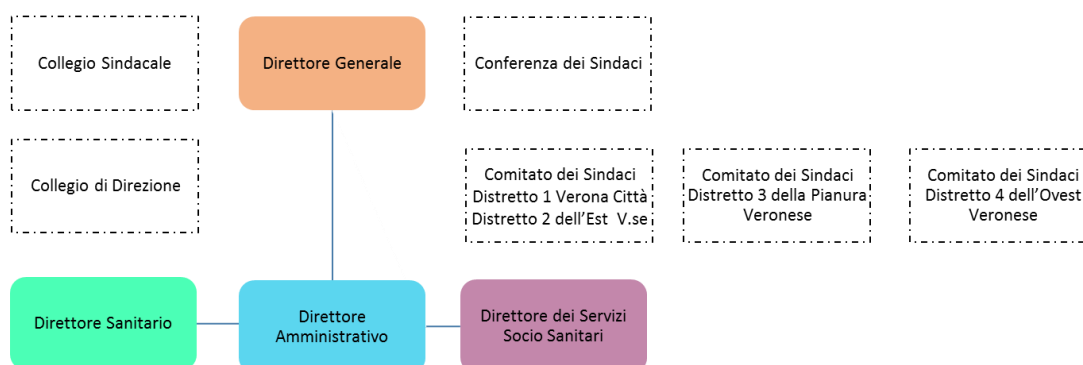 Collegio Sindacale
Direttore Generale
Conferenza dei Sindaci
Collegio di Direzione
Comitato dei Sindaci
Distretto 1 Verona Città
Distretto 2 dell'Est V.se
Comitato dei Sindaci
Distretto 3 della Pianura
Veronese
Comitato dei Sindaci
Distretto 4 dell'Ovest
Veronese
Direttore Sanitario
Direttore
Amministrativo
Direttore dei Servizi
Socio Sanitari